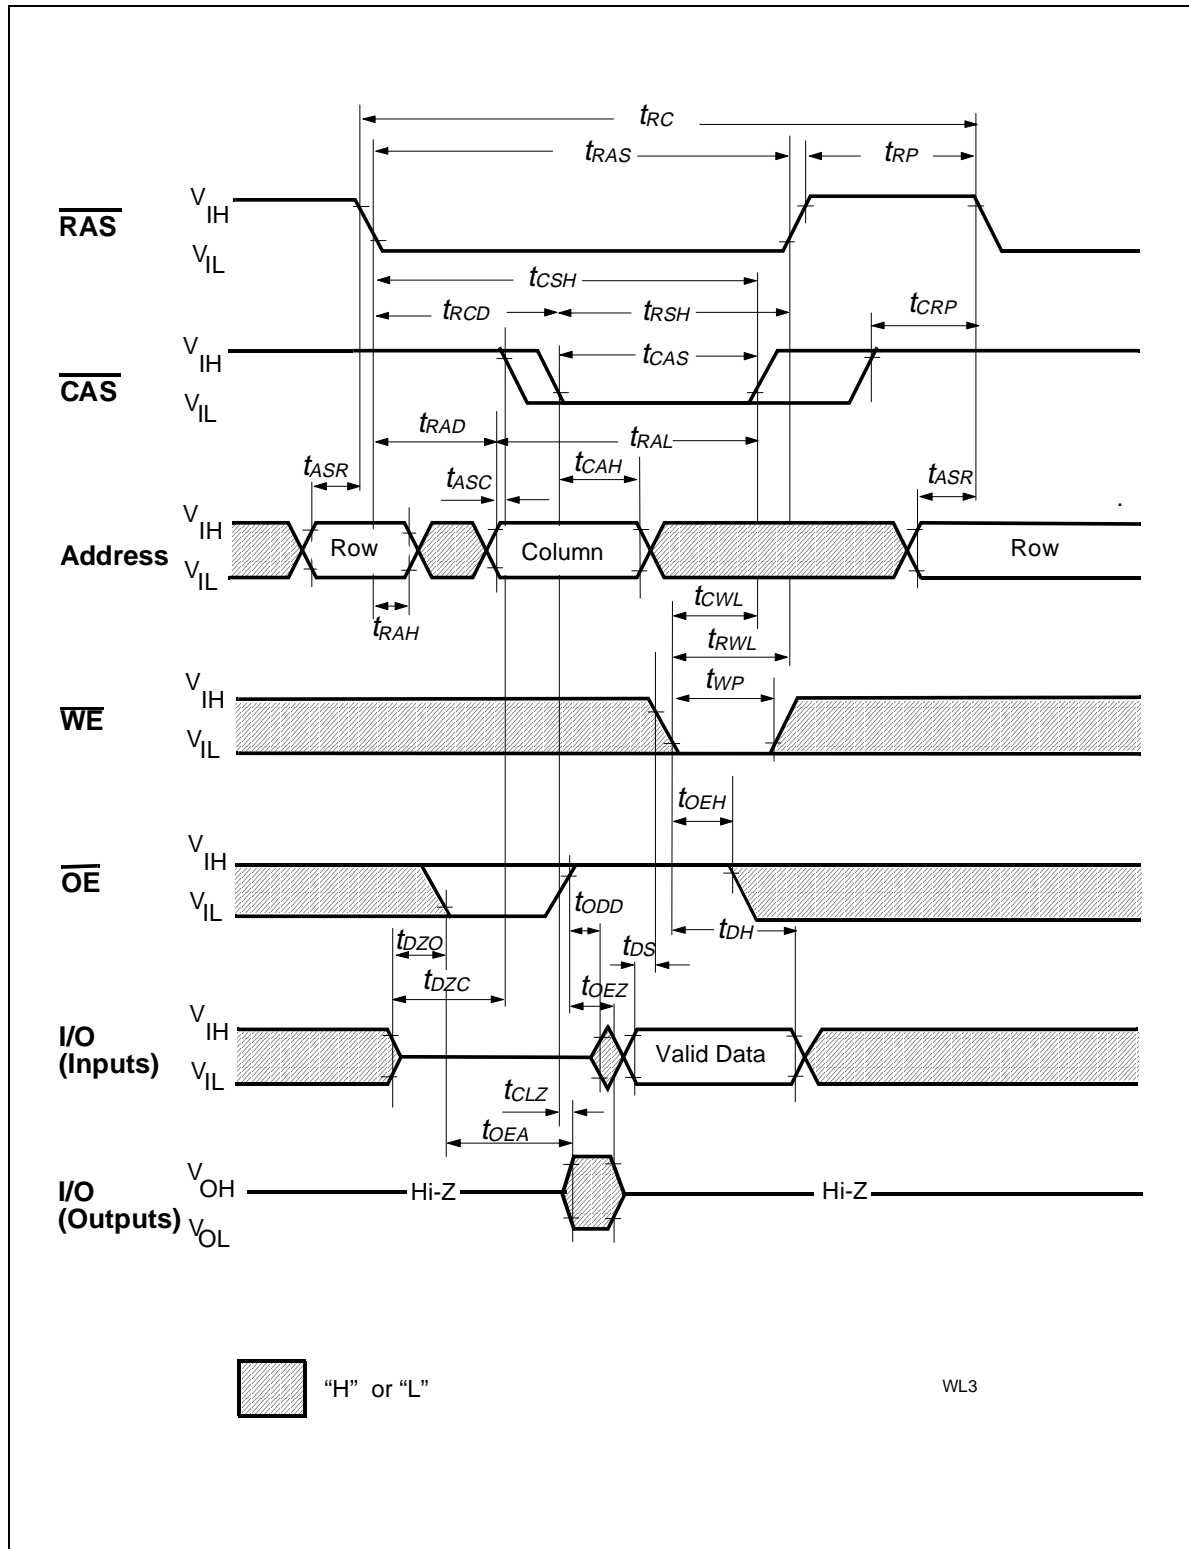 tRC
tRAS
tRP
RAS
VIH
VIL
tCSH
tRCD
tRSH
tCRP
CAS
VIH
VIL
tCAS
tRAD
tRAL
tASR
tASC
tCAH
tASR
Address
VIH
VIL
Row
Column
Row
tRAH
tCWL
tRWL
tWP
WE
VIH
VIL
tOEH
OE
VIH
VIL
tODD
tDZO
tDS
tDH
tDZC
tOEZ
I/O
(Inputs)
VIH
VIL
Valid Data
tCLZ
tOEA
I/O
(Outputs)
VOH
VOL
Hi-Z
Hi-Z
“H” or “L”
WL3